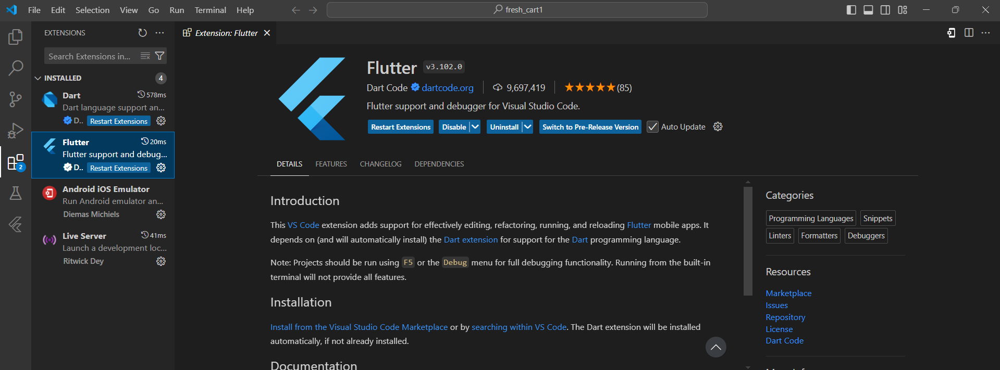 File Edit Selection View Go Run Terminal Help
fresh_cart1
EXTENSIONS
Search Extensions in...
INSTALLED 4
Dart 578ms
Dart language support an...
D.. Restart Extensions
Flutter 20ms
Flutter support and debug...
D.. Restart Extensions
2
Android iOS Emulator
Run Android emulator an...
Diemas Michiels
Live Server 41ms
Launch a development loc...
Ritwick Dey
Extension: Flutter
Flutter v3.102.0
Dart Code dartcode.org 9,697,419 (85)
Flutter support and debugger for Visual Studio Code.
Restart Extensions Disable Uninstall Switch to Pre-Release Version Auto Update
DETAILS FEATURES CHANGELOG DEPENDENCIES
Introduction
This VS Code extension adds support for effectively editing, refactoring, running, and reloading Flutter mobile apps. It
depends on (and will automatically install) the Dart extension for support for the Dart programming language.
Note: Projects should be run using F5 or the Debug menu for full debugging functionality. Running from the built-in
terminal will not provide all features.
Installation
Install from the Visual Studio Code Marketplace or by searching within VS Code. The Dart extension will be installed
automatically, if not already installed.
Documentation
Categories
Programming Languages Snippets
Linters Formatters Debuggers
Resources
Marketplace
Issues
Repository
License
Dart Code